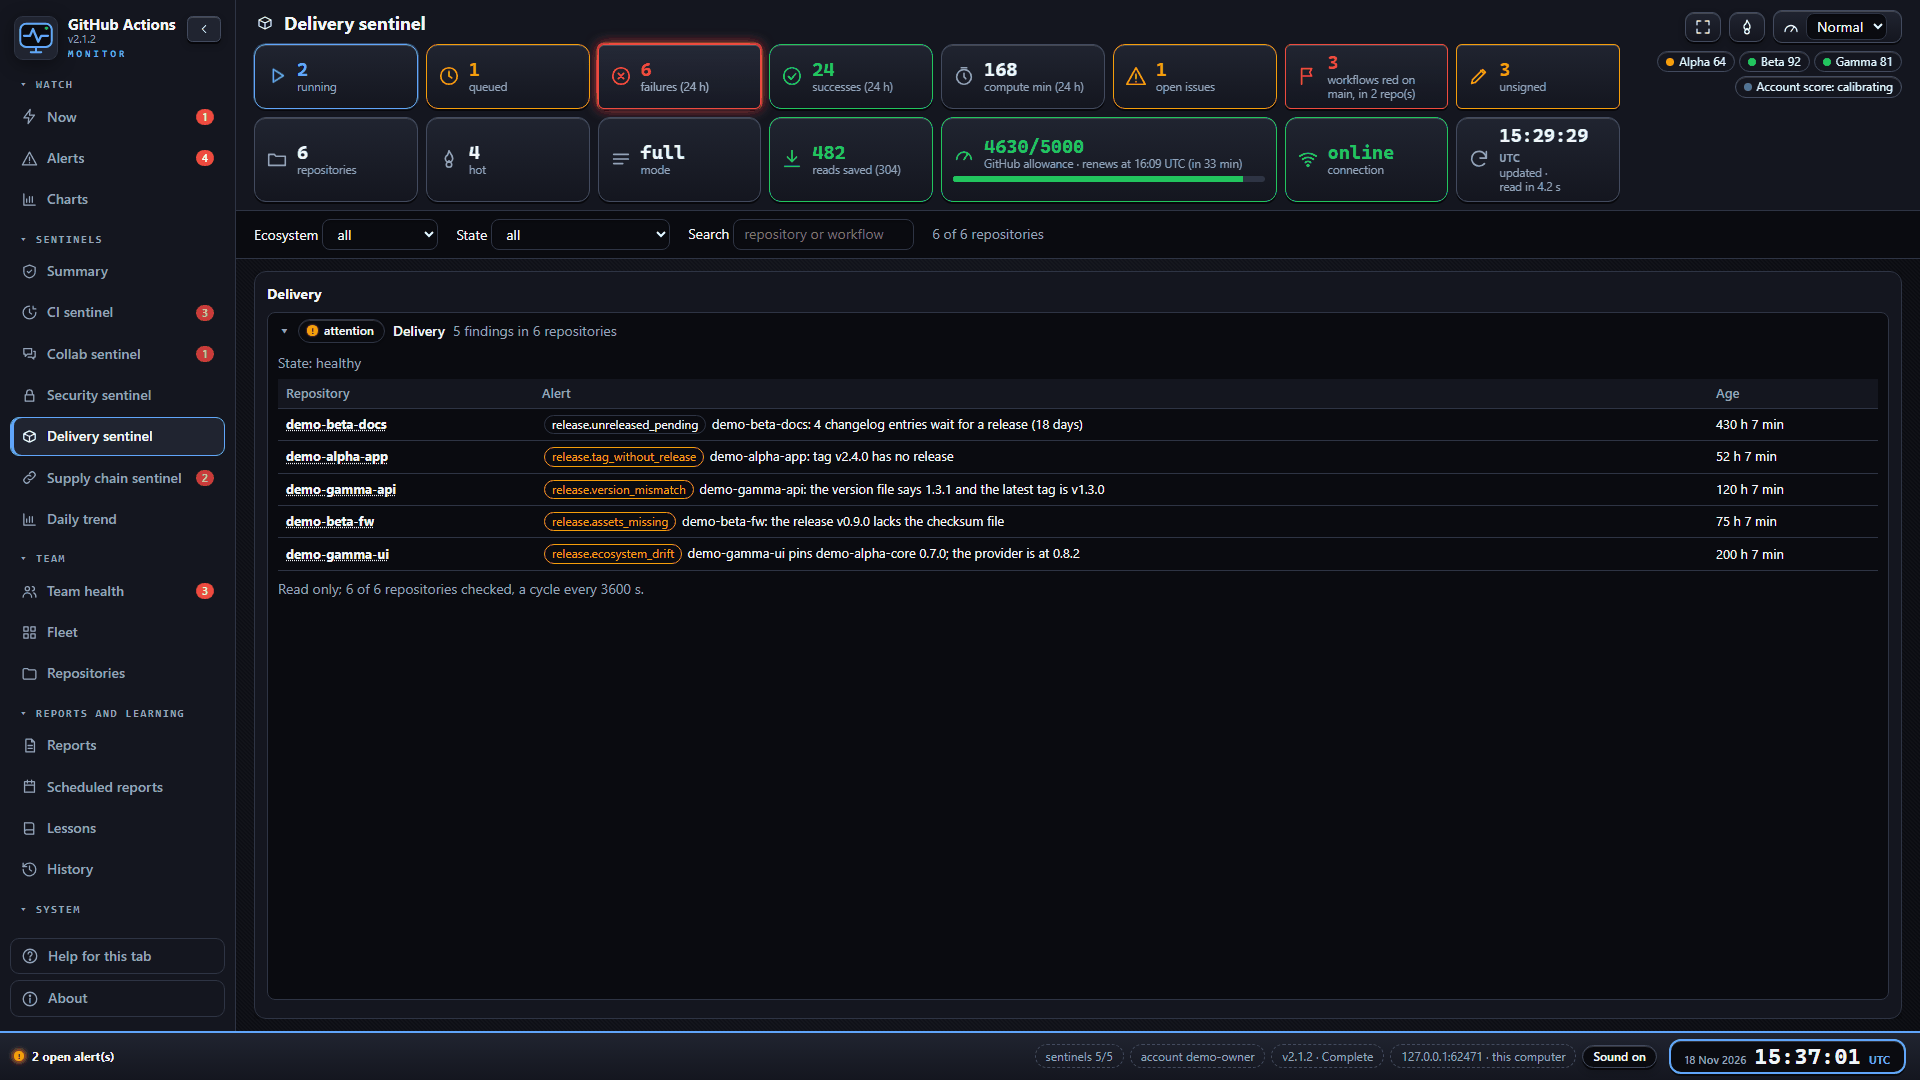 GitHub Actions
v2.1.2
MONITOR
WATCH
Now 1
Alerts 4
Charts
SENTINELS
Summary
CI sentinel 3
Collab sentinel 1
Security sentinel
Delivery sentinel
Supply chain sentinel 2
Daily trend
TEAM
Team health 3
Fleet
Repositories
REPORTS AND LEARNING
Reports
Scheduled reports
Lessons
History
SYSTEM
Help for this tab
About
Delivery sentinel
2
running
1
queued
6
failures (24 h)
24
successes (24 h)
168
compute min (24 h)
1
open issues
3
workflows red on
main, in 2 repo(s)
3
unsigned
Normal
Alpha 64
Beta 92
Gamma 81
Account score: calibrating
6
repositories
4
hot
full
mode
482
reads saved (304)
4630/5000
GitHub allowance · renews at 16:09 UTC (in 33 min)
online
connection
15:29:29
UTC
updated ·
read in 4.2 s
Ecosystem all State all Search repository or workflow 6 of 6 repositories
Delivery
attention Delivery 5 findings in 6 repositories
State: healthy
Repository Alert Age
demo-beta-docs release.unreleased_pending demo-beta-docs: 4 changelog entries wait for a release (18 days) 430 h 7 min
demo-alpha-app release.tag_without_release demo-alpha-app: tag v2.4.0 has no release 52 h 7 min
demo-gamma-api release.version_mismatch demo-gamma-api: the version file says 1.3.1 and the latest tag is v1.3.0 120 h 7 min
demo-beta-fw release.assets_missing demo-beta-fw: the release v0.9.0 lacks the checksum file 75 h 7 min
demo-gamma-ui release.ecosystem_drift demo-gamma-ui pins demo-alpha-core 0.7.0; the provider is at 0.8.2 200 h 7 min
Read only; 6 of 6 repositories checked, a cycle every 3600 s.
2 open alert(s)
sentinels 5/5
account demo-owner
v2.1.2 · Complete
127.0.0.1:62471 · this computer
Sound on
18 Nov 2026 15:37:01 UTC